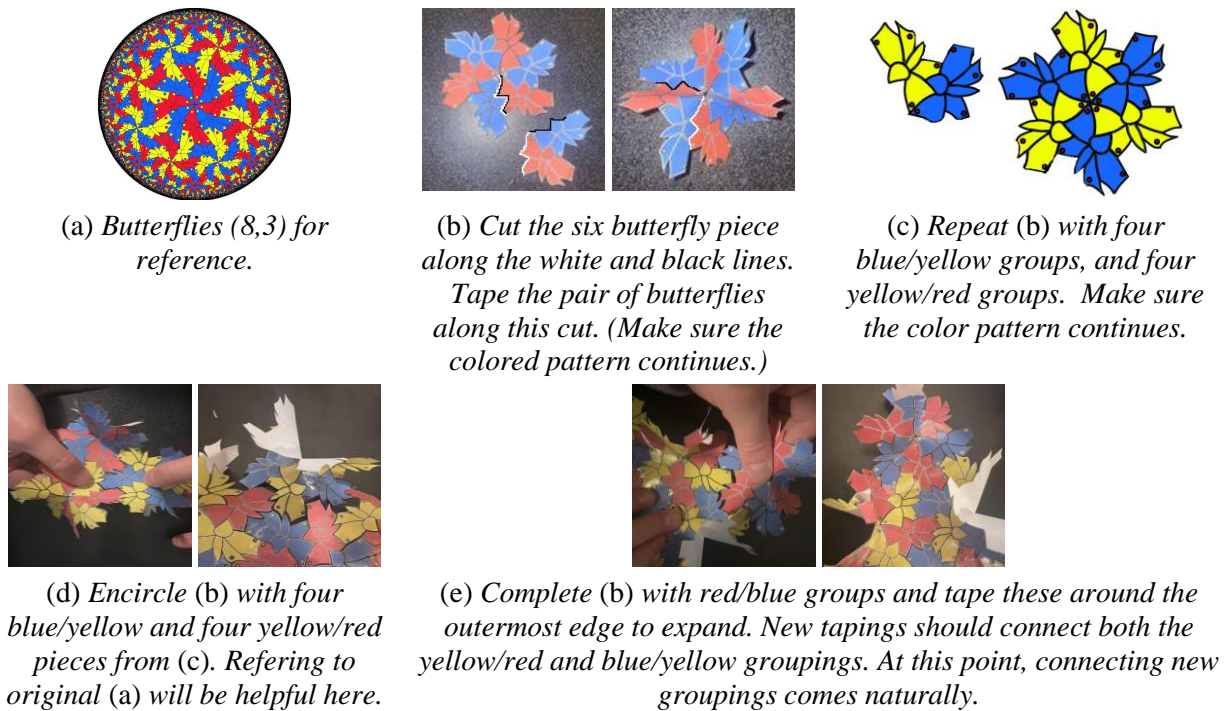 (a) Butterflies (8,3) for
reference.
(b) Cut the six butterfly piece
along the white and black lines.
Tape the pair of butterflies
along this cut. (Make sure the
colored pattern continues.)
(c) Repeat (b) with four
blue/yellow groups, and four
yellow/red groups. Make sure
the color pattern continues.
(d) Encircle (b) with four
blue/yellow and four yellow/red
pieces from (c). Refering to
original (a) will be helpful here.
(e) Complete (b) with red/blue groups and tape these around the
outermost edge to expand. New tapings should connect both the
yellow/red and blue/yellow groupings. At this point, connecting new
groupings comes naturally.